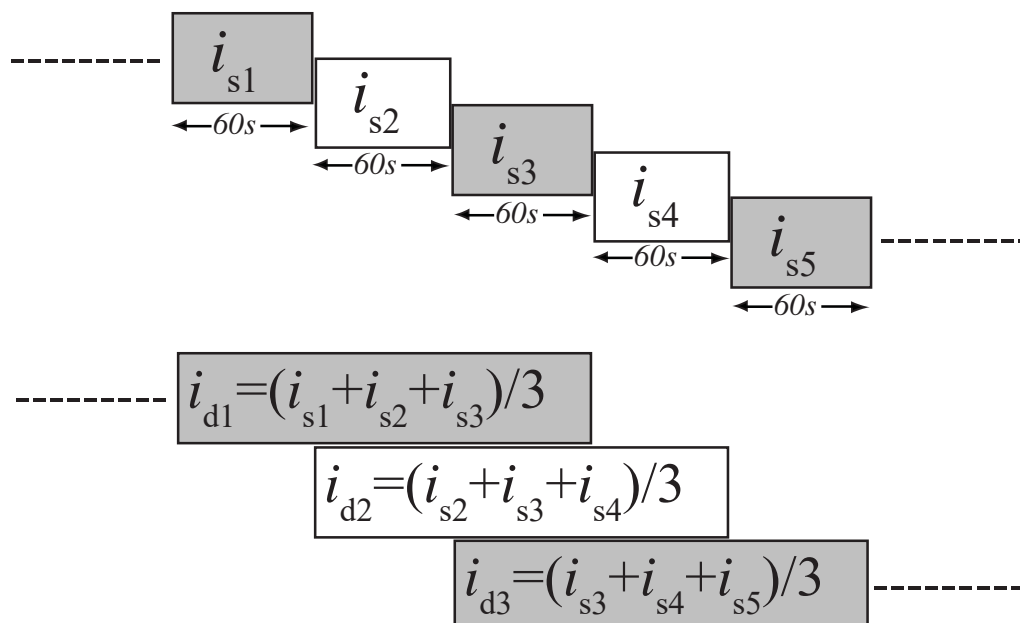 i_s1
60s
i_s2
60s
i_s3
60s
i_s4
60s
i_s5
60s
i_d1=(i_s1+i_s2+i_s3)/3
i_d2=(i_s2+i_s3+i_s4)/3
i_d3=(i_s3+i_s4+i_s5)/3